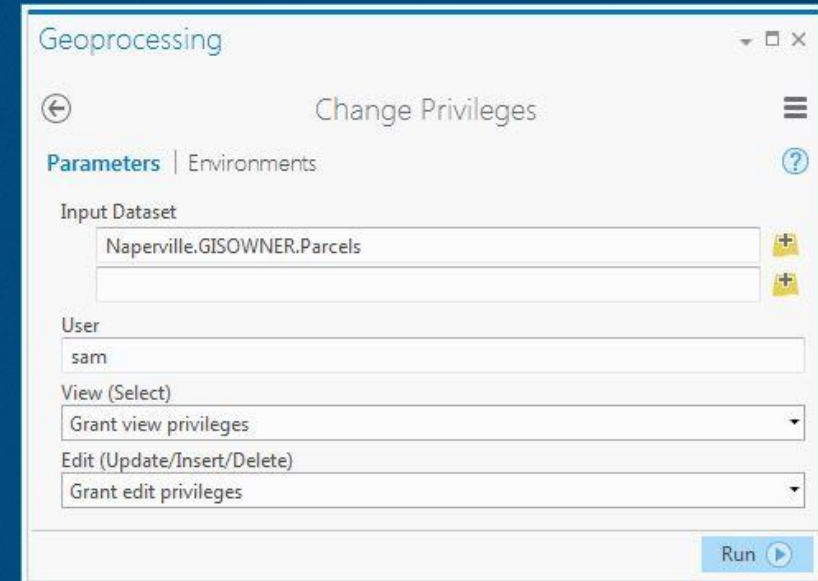 Geoprocessing
Change Privileges
Parameters | Environments
Input Dataset
Naperville.GISOWNER.Parcels
User
sam
View (Select)
Grant view privileges
Edit (Update/Insert/Delete)
Grant edit privileges
Run